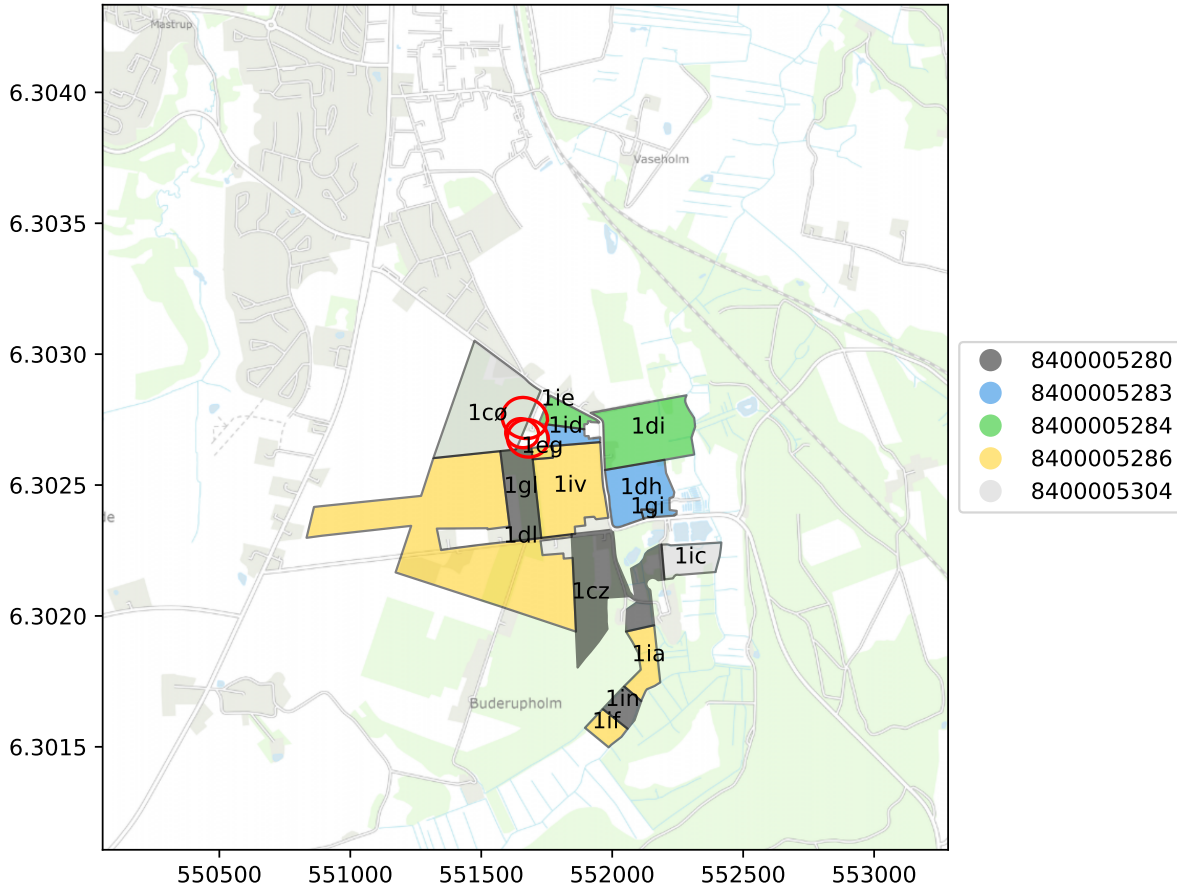 Mastrup
6.3040
Vaseholm
6.3035
6.3030
1ie
1cø
1id
1di
1eg
6.3025
1gl
1iv
1dh
1gi
de
1dl
1ic
1cz
6.3020
1ia
1in
Buderupholm
1if
6.3015
550500
551000
551500
552000
552500
553000
8400005280
8400005283
8400005284
8400005286
8400005304